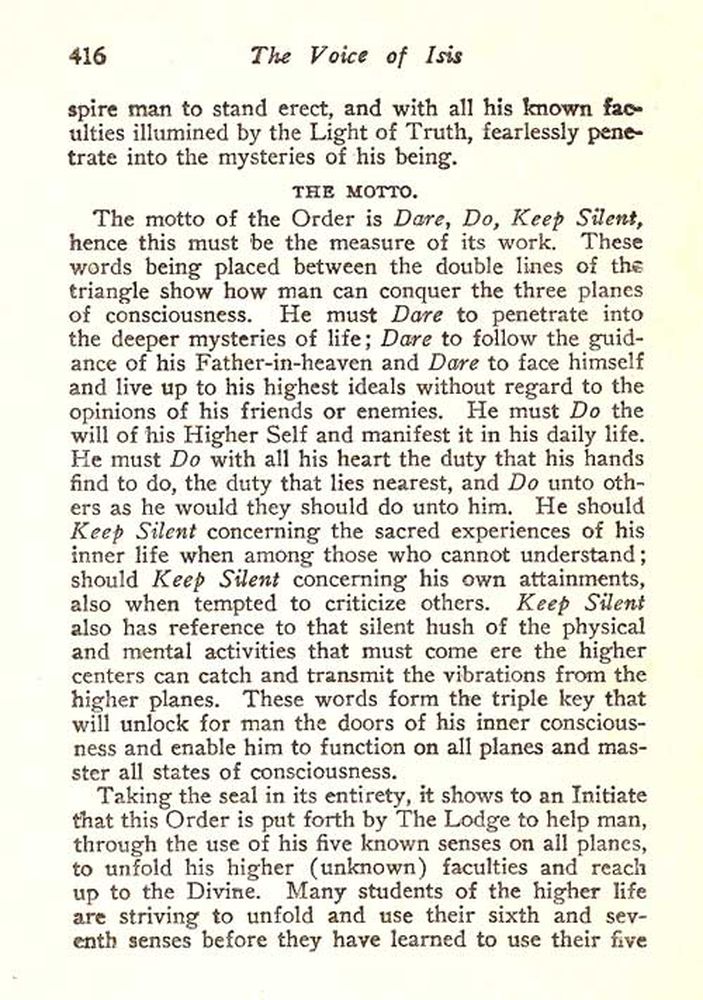 416 The Voice of Isis
spire man to stand erect, and with all his known fac-
ulties illumined by the Light of Truth, fearlessly pene-
trate into the mysteries of his being.
THE MOTTO.
The motto of the Order is Dare, Do, Keep Silent,
hence this must be the measure of its work. These
words being placed between the double lines of the
triangle show how man can conquer the three planes
of consciousness. He must Dare to penetrate into
the deeper mysteries of life; Dare to follow the guid-
ance of his Father-in-heaven and Dare to face himself
and live up to his highest ideals without regard to the
opinions of his friends or enemies. He must Do the
will of his Higher Self and manifest it in his daily life.
He must Do with all his heart the duty that his hands
find to do, the duty that lies nearest, and Do unto oth-
ers as he would they should do unto him. He should
Keep Silent concerning the sacred experiences of his
inner life when among those who cannot understand;
should Keep Silent concerning his own attainments,
also when tempted to criticize others. Keep Silent
also has reference to that silent hush of the physical
and mental activities that must come ere the higher
centers can catch and transmit the vibrations from the
higher planes. These words form the triple key that
will unlock for man the doors of his inner conscious-
ness and enable him to function on all planes and mas-
ster all states of consciousness.
Taking the seal in its entirety, it shows to an Initiate
that this Order is put forth by The Lodge to help man,
through the use of his five known senses on all planes,
to unfold his higher (unknown) faculties and reach
up to the Divine. Many students of the higher life
are striving to unfold and use their sixth and sev-
enth senses before they have learned to use their five